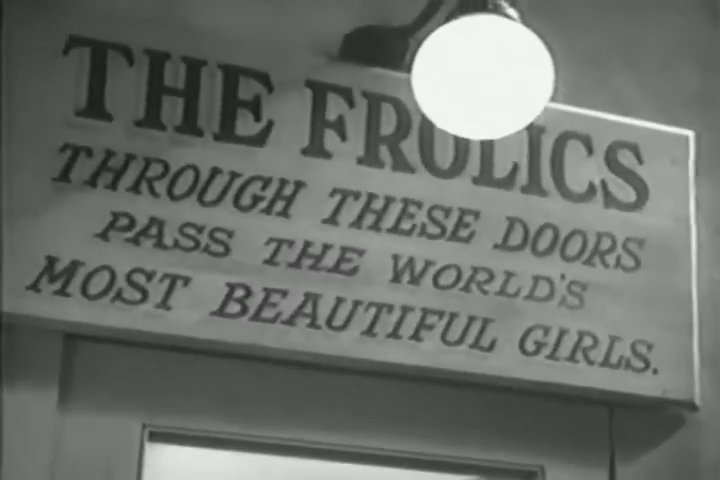 THE FROLICS
THROUGH THESE DOORS
PASS THE WORLD'S
MOST BEAUTIFUL GIRLS.